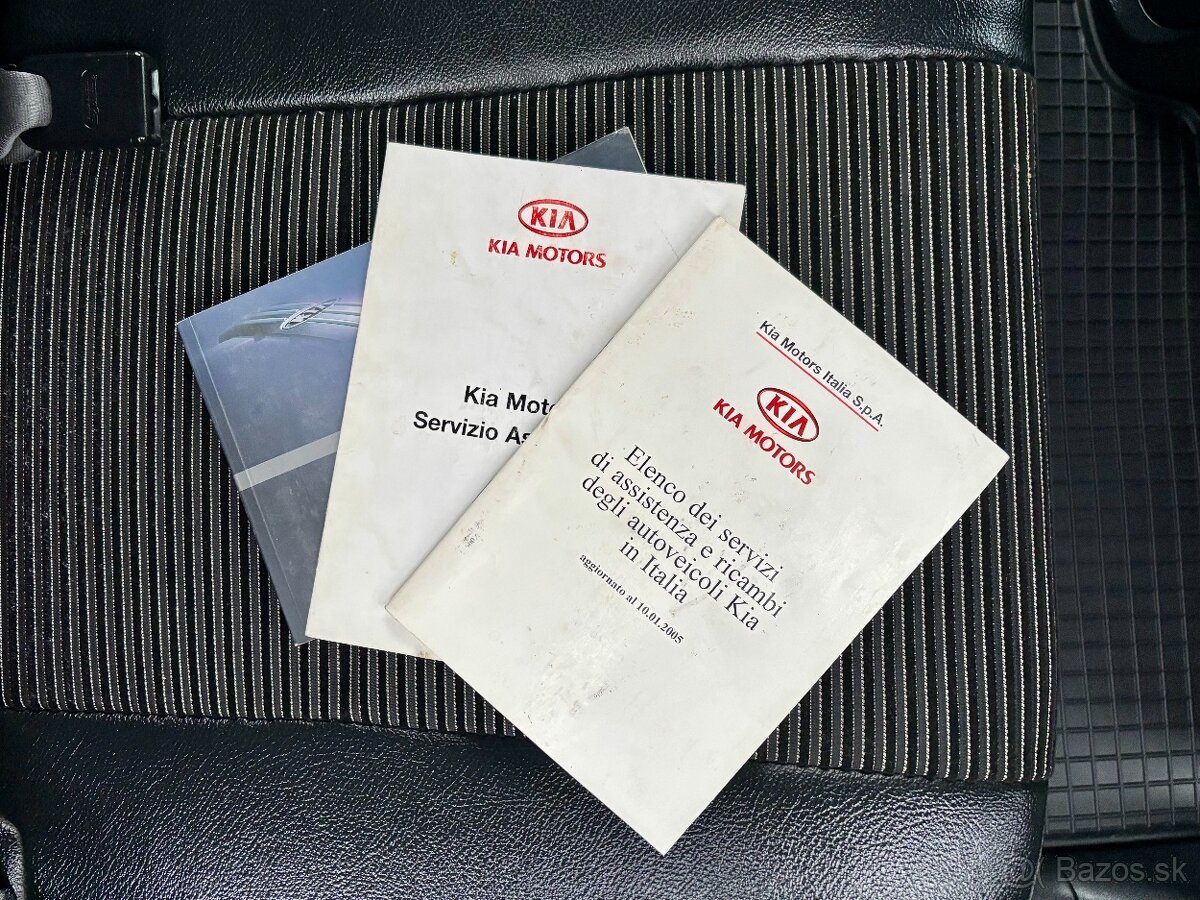 KIA
KIA MOTORS
Kia Moto
Servizio As
Kia Motors Italia S.p.A.
KIA
KIA MOTORS
Elenco dei servizi
di assistenza e ricambi
degli autoveicoli Kia
in Italia
aggiornato al 10.01.2005
Bazos.sk